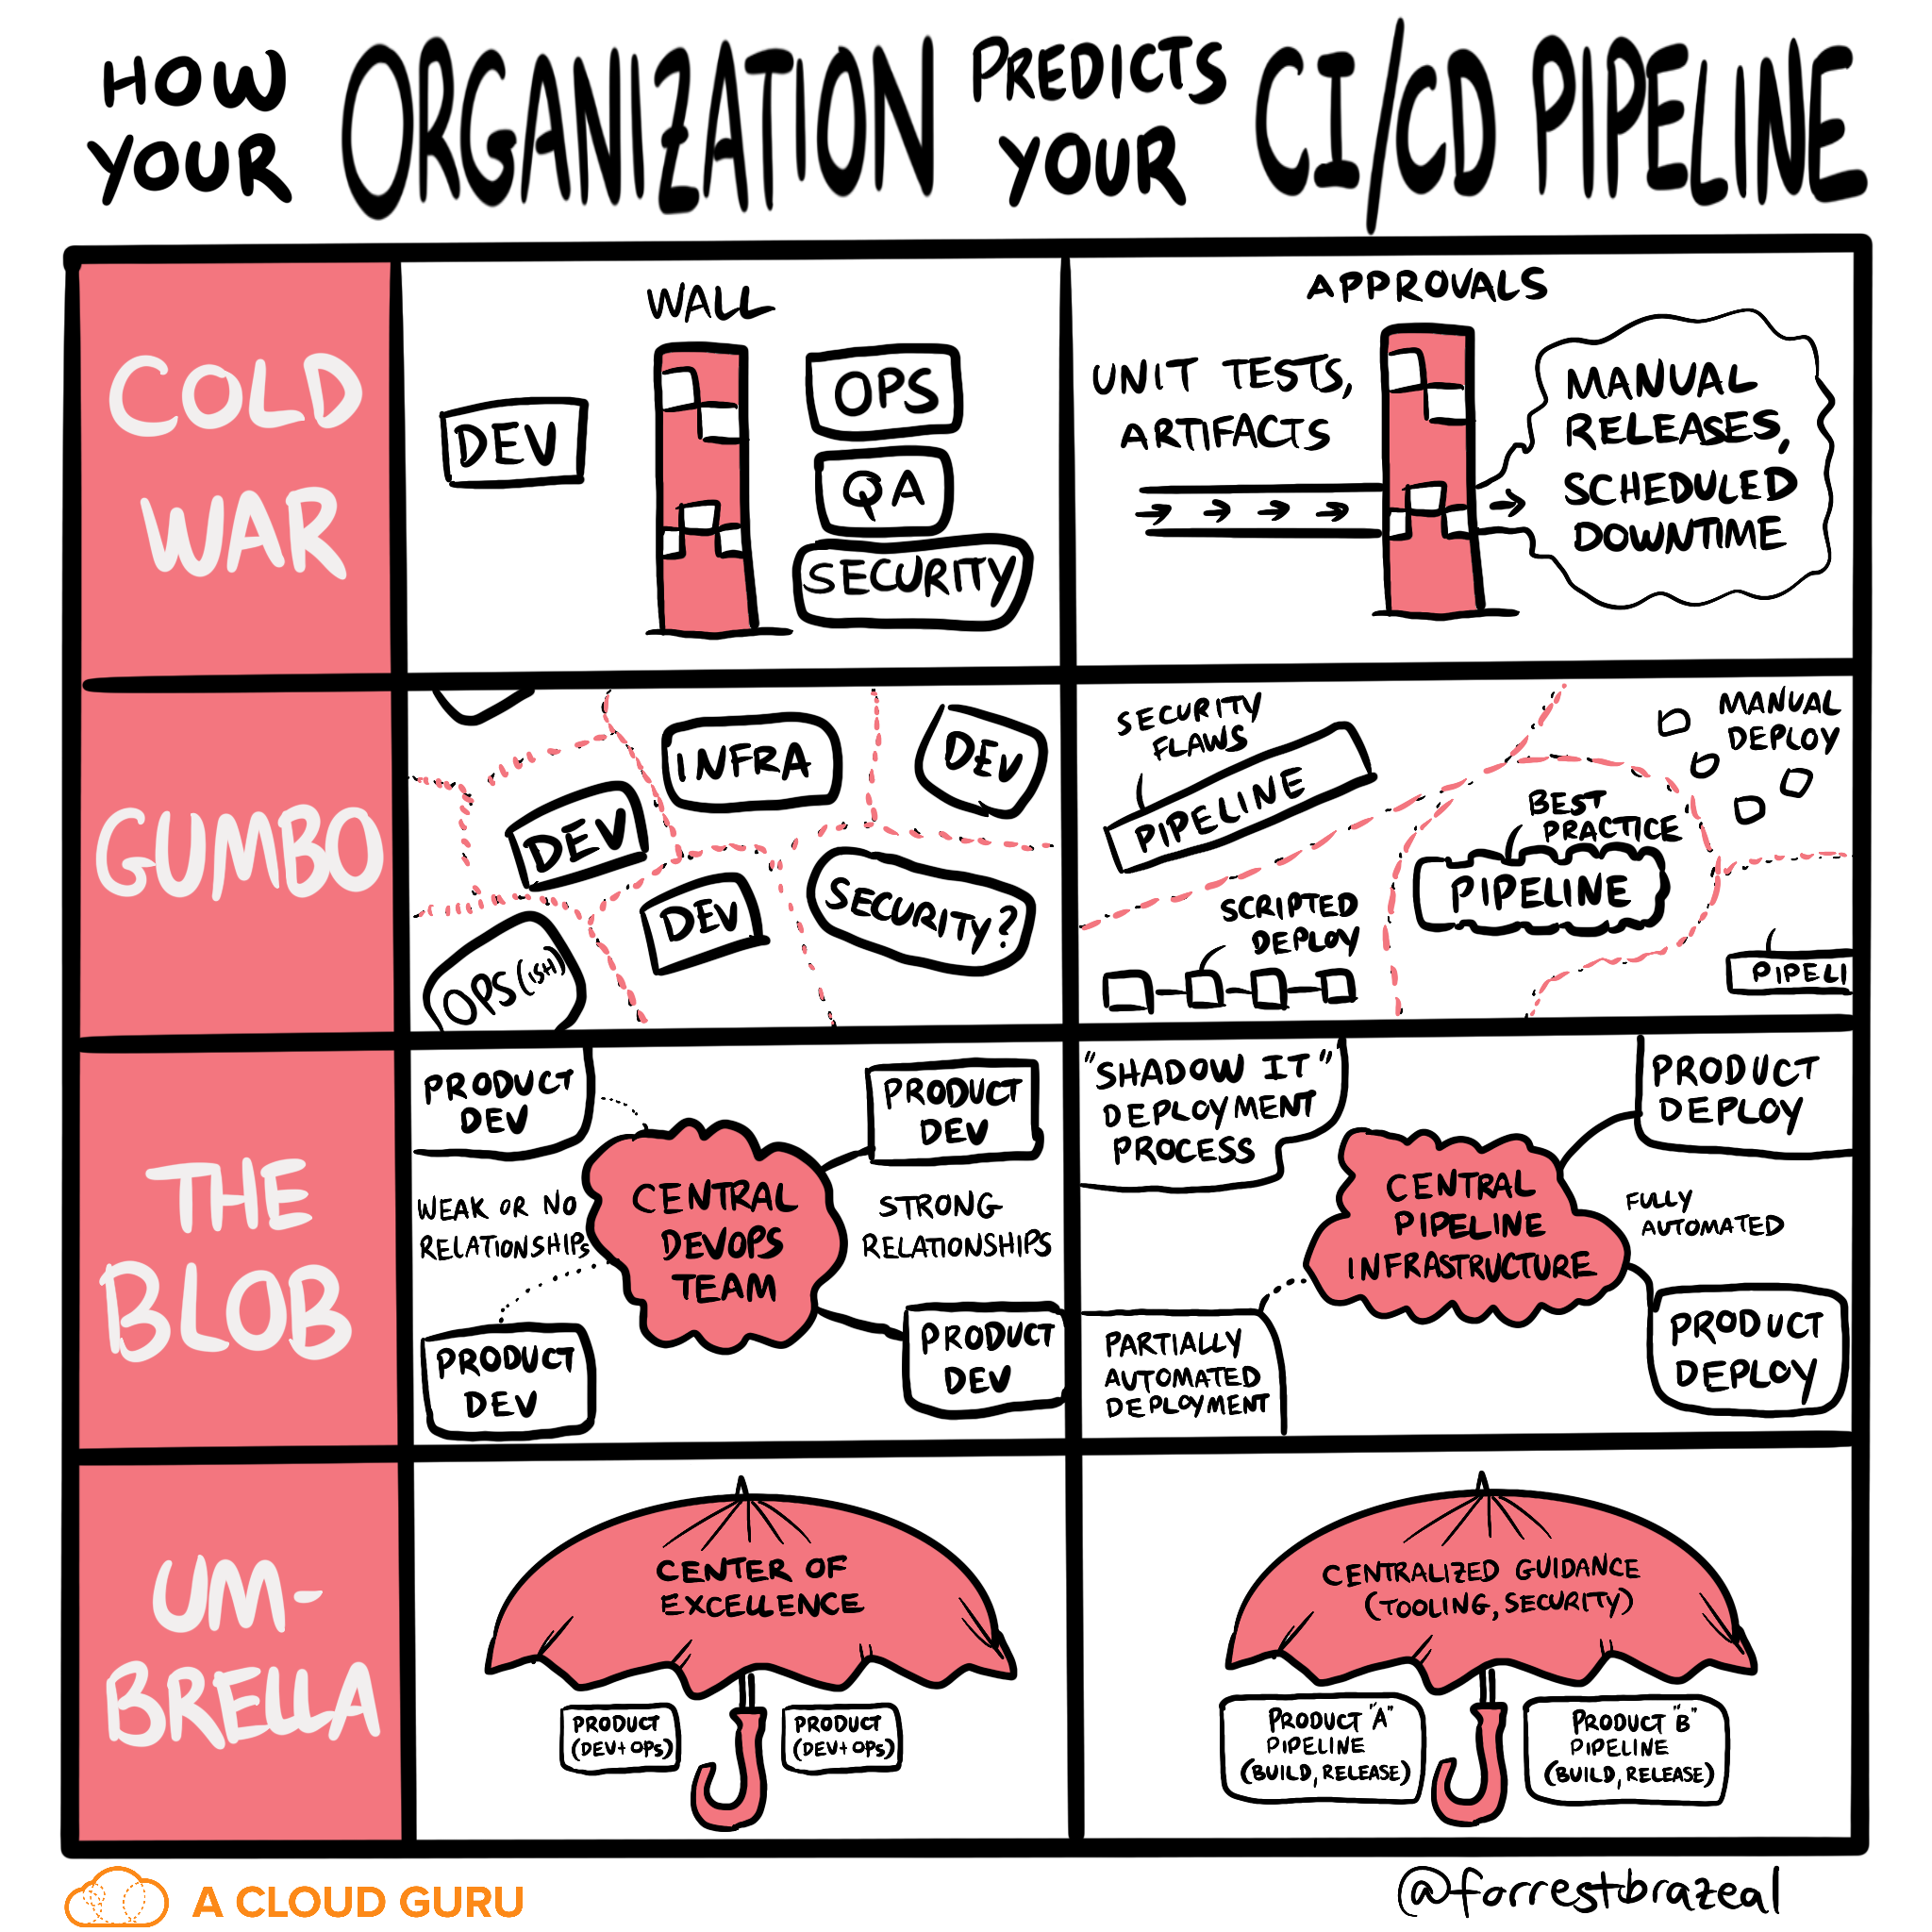 HOW
YOUR
ORGANIZATION
PREDICTS
YOUR
CI/CD PIPELINE
COLD
WAR
WALL
DEV
OPS
QA
SECURITY
APPROVALS
UNIT TESTS,
ARTIFACTS
MANUAL
RELEASES,
SCHEDULED
DOWNTIME
GUMBO
INFRA
DEV
DEV
DEV
SECURITY?
OPS(ISH)
SECURITY
FLAWS
PIPELINE
MANUAL
DEPLOY
BEST
PRACTICE
PIPELINE
SCRIPTED
DEPLOY
PIPELI
THE
BLOB
PRODUCT
DEV
PRODUCT
DEV
WEAK OR NO
RELATIONSHIPS
CENTRAL
DEVOPS
TEAM
STRONG
RELATIONSHIPS
PRODUCT
DEV
PRODUCT
DEV
"SHADOW IT"
DEPLOYMENT
PROCESS
PRODUCT
DEPLOY
CENTRAL
PIPELINE
INFRASTRUCTURE
FULLY
AUTOMATED
PARTIALLY
AUTOMATED
DEPLOYMENT
PRODUCT
DEPLOY
UM-
BRELLA
CENTER OF
EXCELLENCE
PRODUCT
(DEV+OPS)
PRODUCT
(DEV+OPS)
CENTRALIZED GUIDANCE
(TOOLING, SECURITY)
PRODUCT "A"
PIPELINE
(BUILD, RELEASE)
PRODUCT "B"
PIPELINE
(BUILD, RELEASE)
A CLOUD GURU
@forrestbrazeal